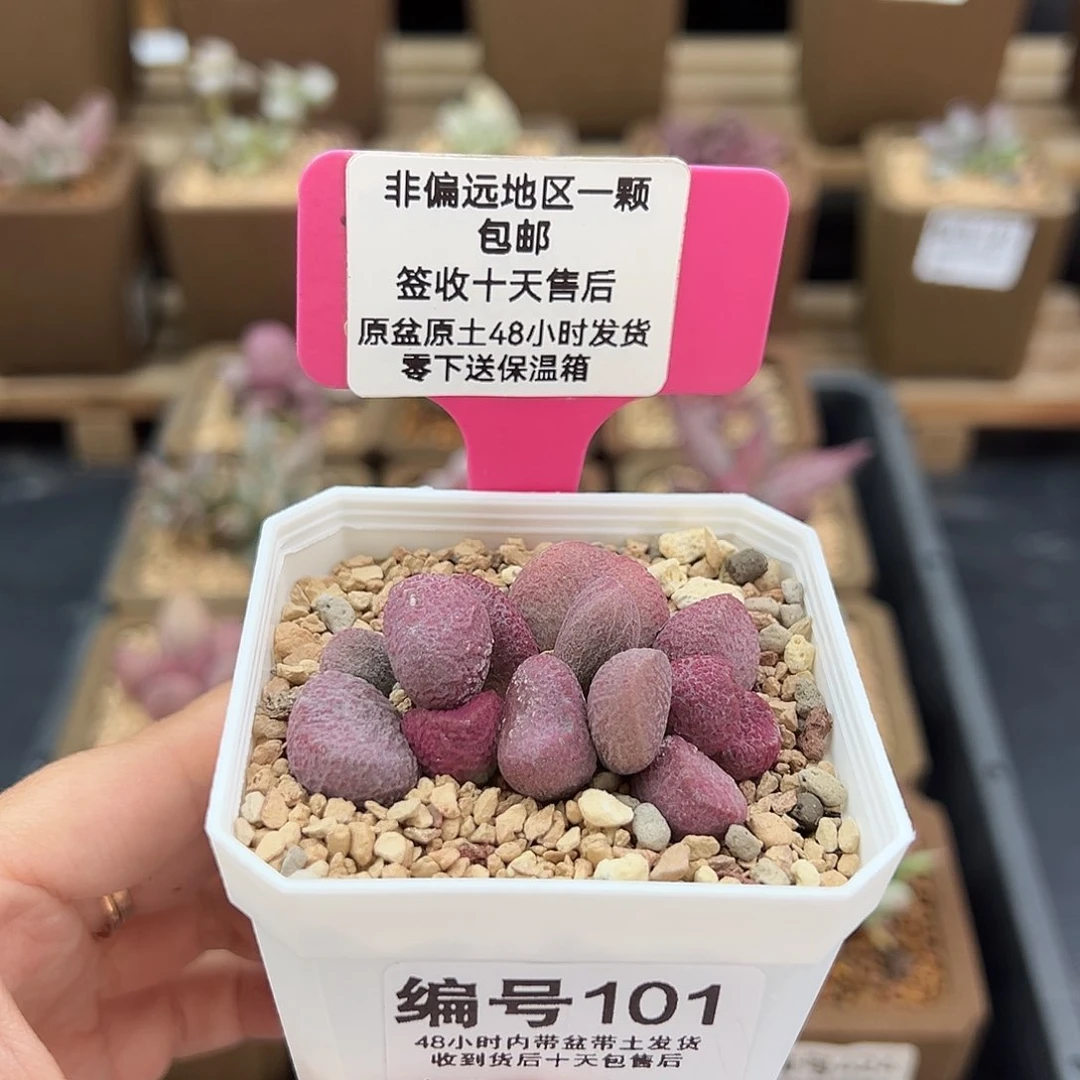 非偏远地区一颗
包邮
签收十天售后
原盆原土48小时发货
零下送保温箱
编号101
48小时内带盆带土发货
收到货后十天包售后